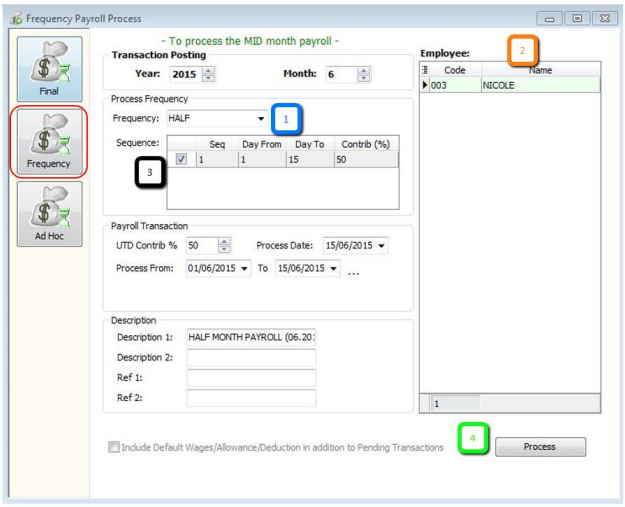 Frequency Payroll Process
- To process the MID month payroll -
Final
Frequency
Ad Hoc
Transaction Posting
Year: 2015 Month: 6
Process Frequency
Frequency: HALF 1
Sequence: Seq Day From Day To Contrib (%)
1 1 15 50
3
Payroll Transaction
UTD Contrib % 50 Process Date: 15/06/2015
Process From: 01/06/2015 To 15/06/2015 ...
Description
Description 1: HALF MONTH PAYROLL (06.20:
Description 2:
Ref 1:
Ref 2:
Include Default Wages/Allowance/Deduction in addition to Pending Transactions
Employee: 2
Code Name
003 NICOLE
1
4 Process